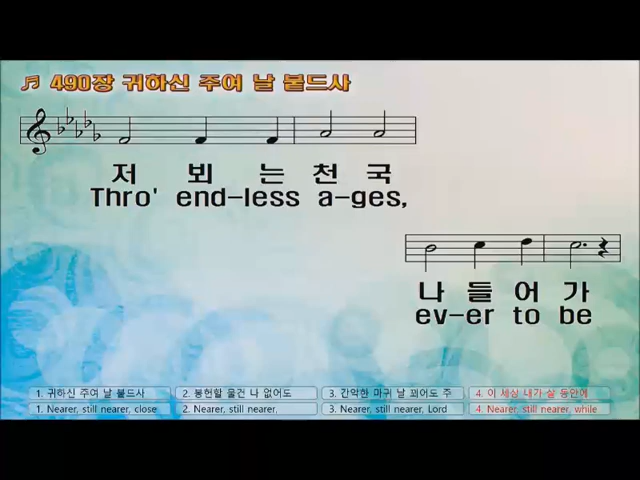 490장 귀하신 주여 날 붙드사
저 뵈 는 천 국
Thro' end-less a-ges,
나 들 어 가
ev-er to be
1. 귀하신 주여 날 붙드사
2. 봉헌할 물건 나 없어도
3. 간악한 마귀 날 꾀어도 주
4. 이 세상 내가 살 동안에
1. Nearer, still nearer, close
2. Nearer, still nearer,
3. Nearer, still nearer, Lord
4. Nearer, still nearer, while